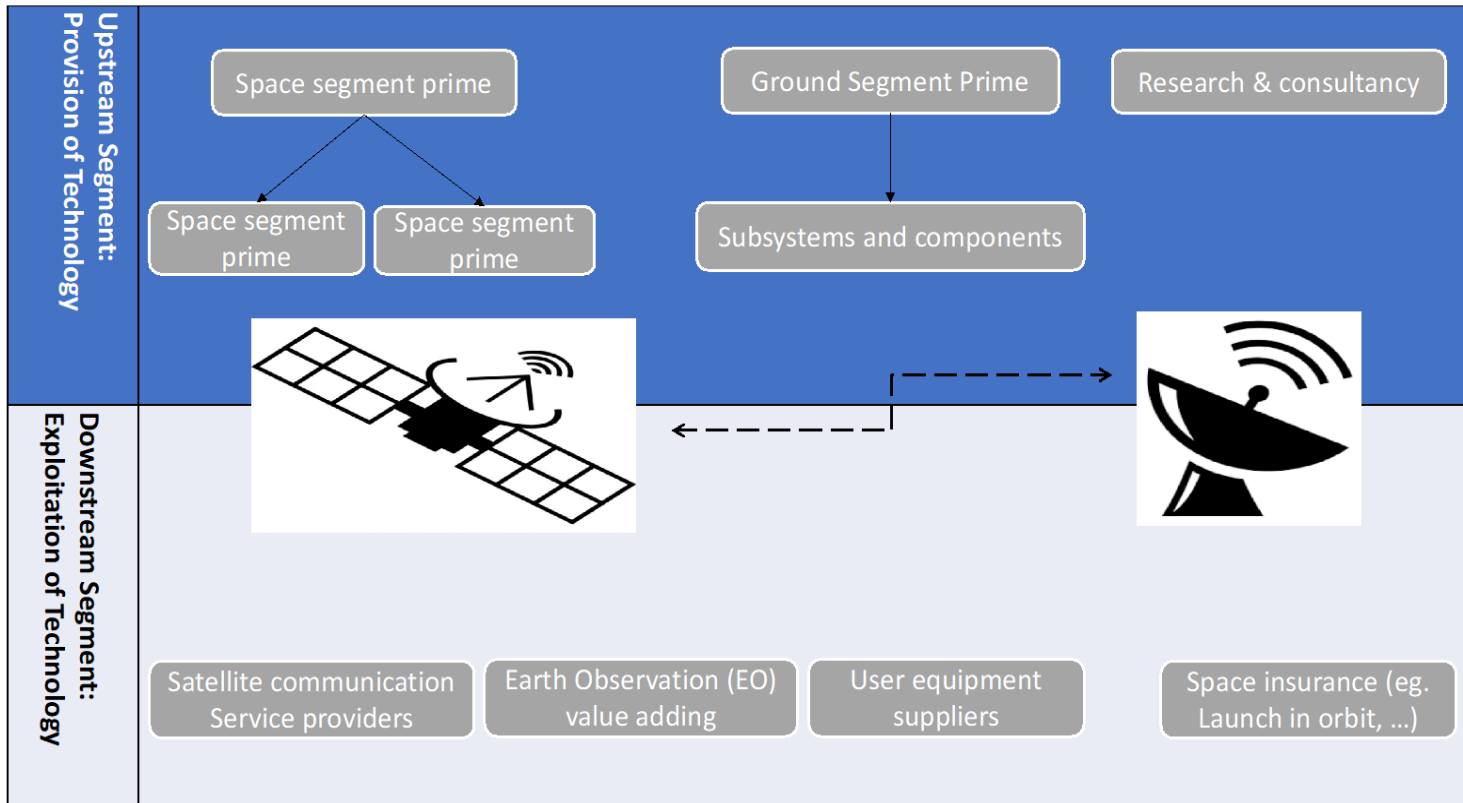 Upstream Segment:
Provision of Technology
Space segment prime
Ground Segment Prime
Research & consultancy
Space segment
prime
Space segment
prime
Subsystems and components
Downstream Segment:
Exploitation of Technology
Satellite communication
Service providers
Earth Observation (EO)
value adding
User equipment
suppliers
Space insurance (eg.
Launch in orbit, …)